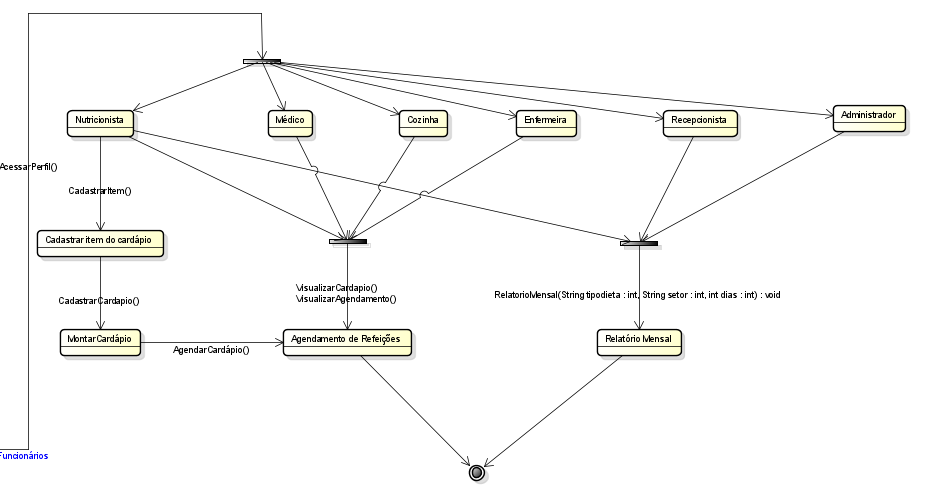 Nutricionista
Médico
Cozinha
Enfermeira
Recepcionista
Administrador
AcessarPerfil()
CadastrarItem()
Cadastrar item do cardápio
VisualizarCardapio()
VisualizarAgendamento()
RelatorioMensal(String tipodieta : int, String setor : int, int dias : int) : void
CadastrarCardapio()
MontarCardápio
AgendarCardápio()
Agendamento de Refeições
Relatório Mensal
Funcionários